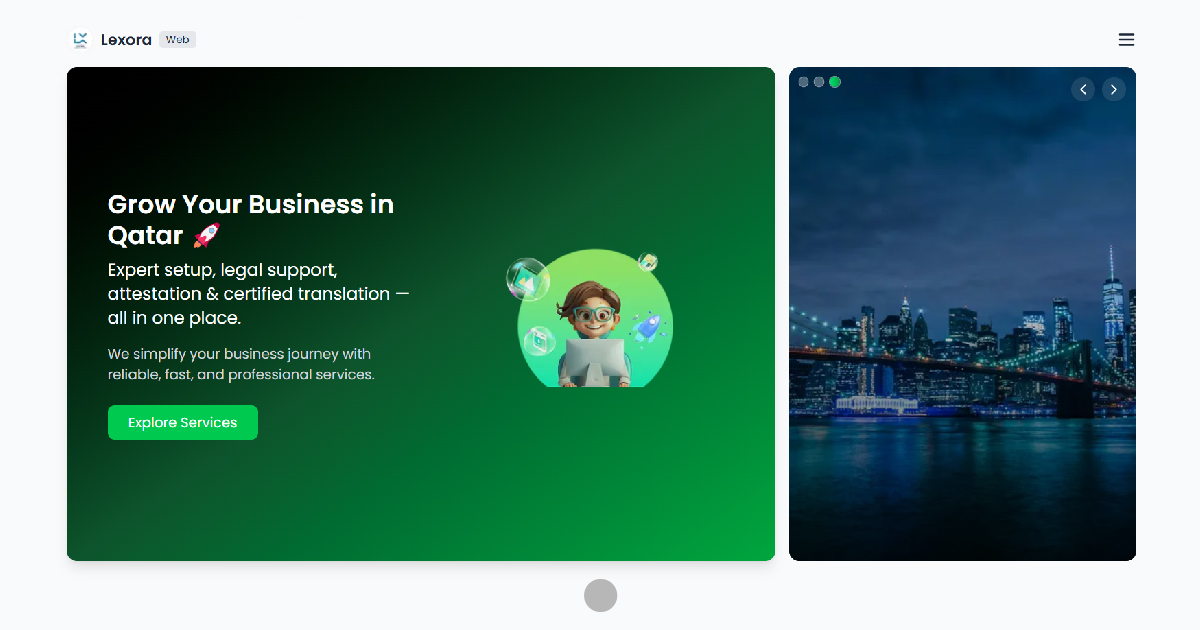 Lexora
Web
Grow Your Business in
Qatar 🚀
Expert setup, legal support,
attestation & certified translation —
all in one place.
We simplify your business journey with
reliable, fast, and professional services.
Explore Services